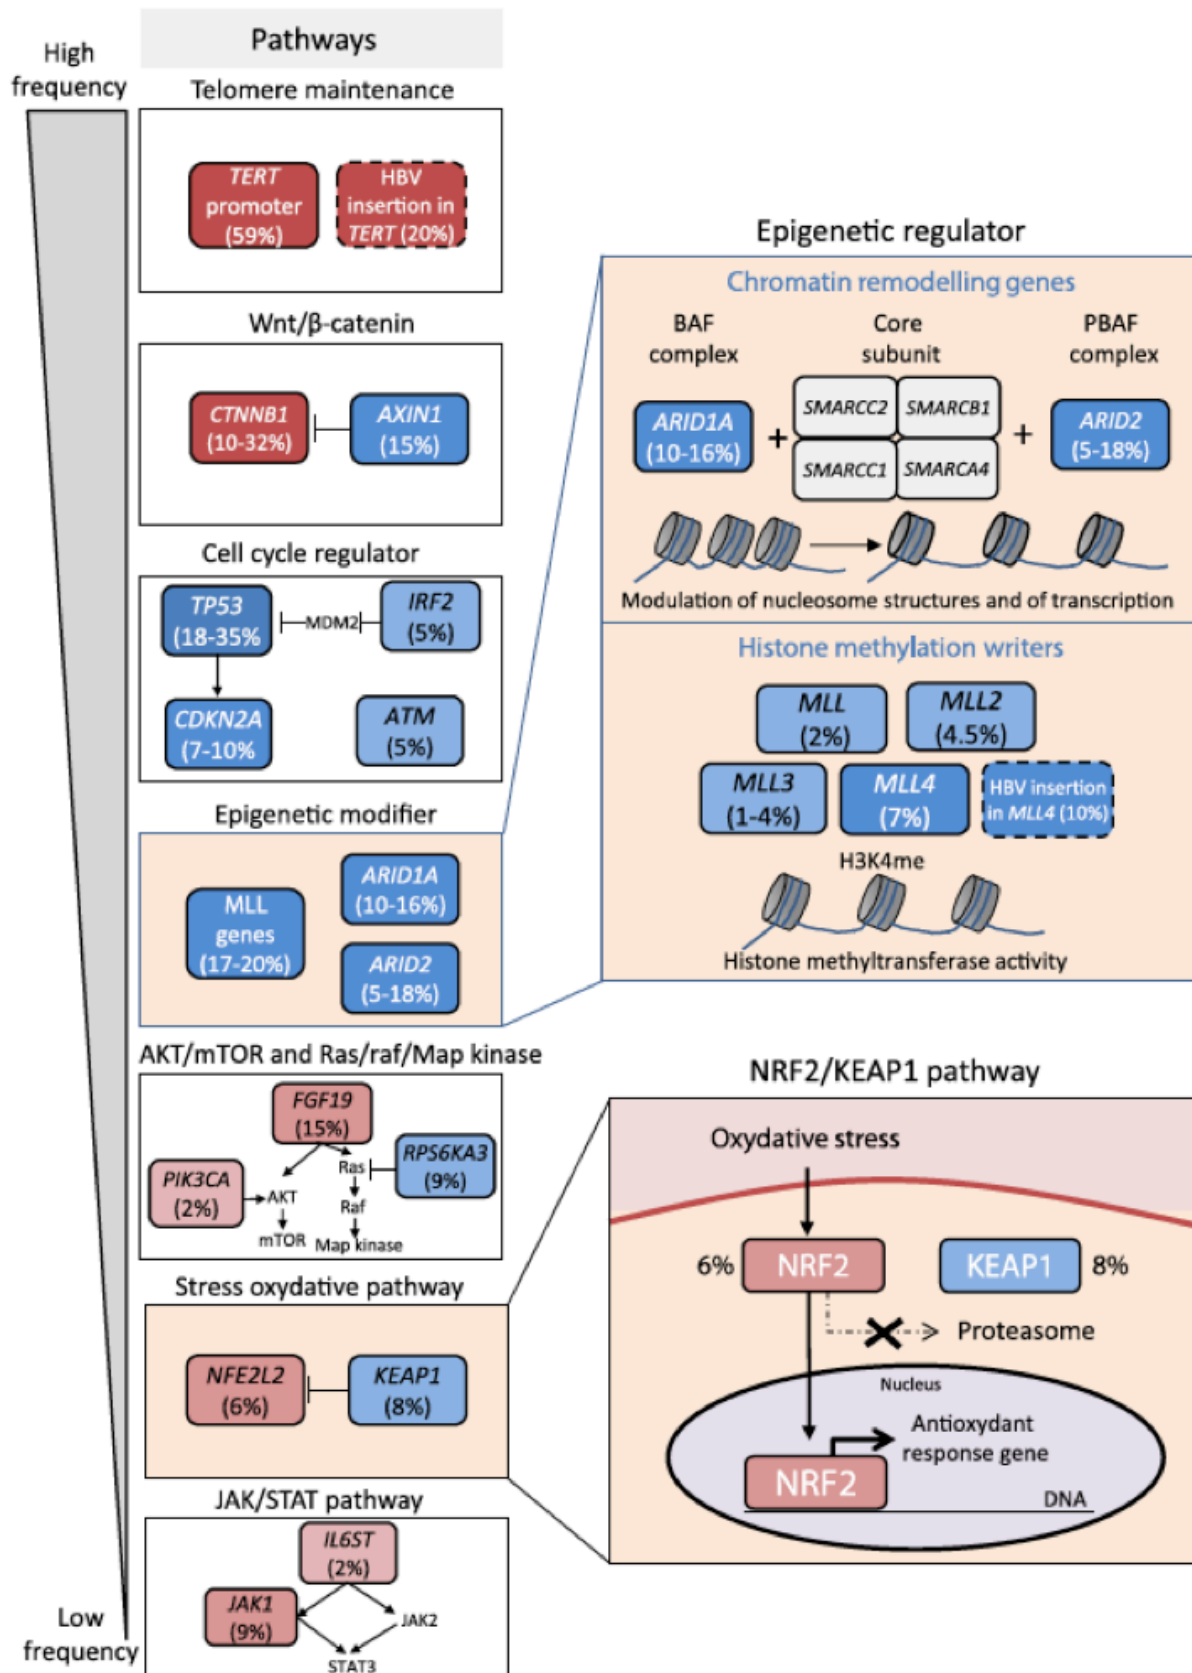 High
frequency
Pathways
Telomere maintenance
TERT
promoter
(59%)
HBV
insertion in
TERT (20%)
Wnt/β-catenin
CTNNB1
(10-32%)
AXIN1
(15%)
Cell cycle regulator
TP53
(18-35%
MDM2
IRF2
(5%)
CDKN2A
(7-10%
ATM
(5%)
Epigenetic modifier
MLL
genes
(17-20%)
ARID1A
(10-16%)
ARID2
(5-18%)
AKT/mTOR and Ras/raf/Map kinase
FGF19
(15%)
PIK3CA
(2%)
AKT
mTOR
Ras
Raf
Map kinase
RPS6KA3
(9%)
Stress oxydative pathway
NFE2L2
(6%)
KEAP1
(8%)
JAK/STAT pathway
IL6ST
(2%)
JAK1
(9%)
JAK2
STAT3
Low
frequency
Epigenetic regulator
Chromatin remodelling genes
BAF
complex
Core
subunit
PBAF
complex
ARID1A
(10-16%)
+
SMARCC2
SMARCB1
SMARCC1
SMARCA4
+
ARID2
(5-18%)
Modulation of nucleosome structures and of transcription
Histone methylation writers
MLL
(2%)
MLL2
(4.5%)
MLL3
(1-4%)
MLL4
(7%)
HBV insertion
in MLL4 (10%)
H3K4me
Histone methyltransferase activity
NRF2/KEAP1 pathway
Oxydative stress
6%
NRF2
KEAP1
8%
Proteasome
Nucleus
Antioxydant
response gene
NRF2
DNA